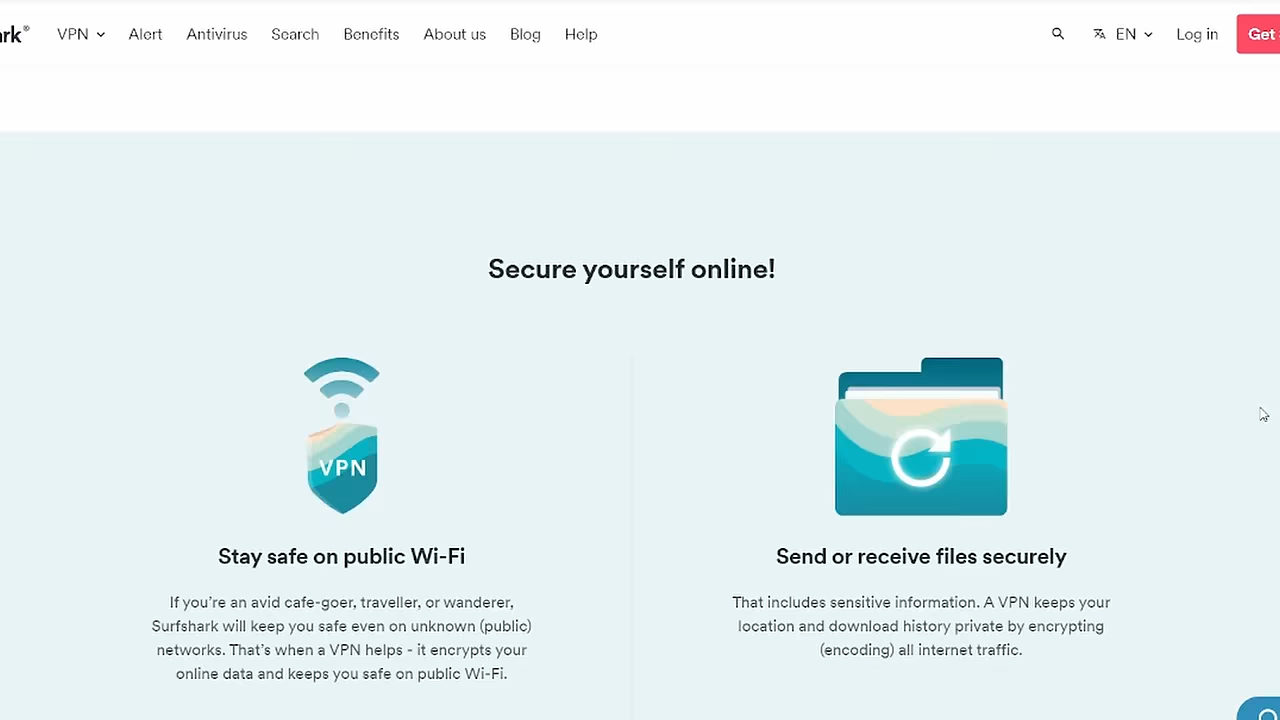 ark®
VPN
Alert
Antivirus
Search
Benefits
About us
Blog
Help
EN
Log in
Get
Secure yourself online!
VPN
Stay safe on public Wi-Fi
If you're an avid cafe-goer, traveller, or wanderer,
Surfshark will keep you safe even on unknown (public)
networks. That's when a VPN helps - it encrypts your
online data and keeps you safe on public Wi-Fi.
Send or receive files securely
That includes sensitive information. A VPN keeps your
location and download history private by encrypting
(encoding) all internet traffic.